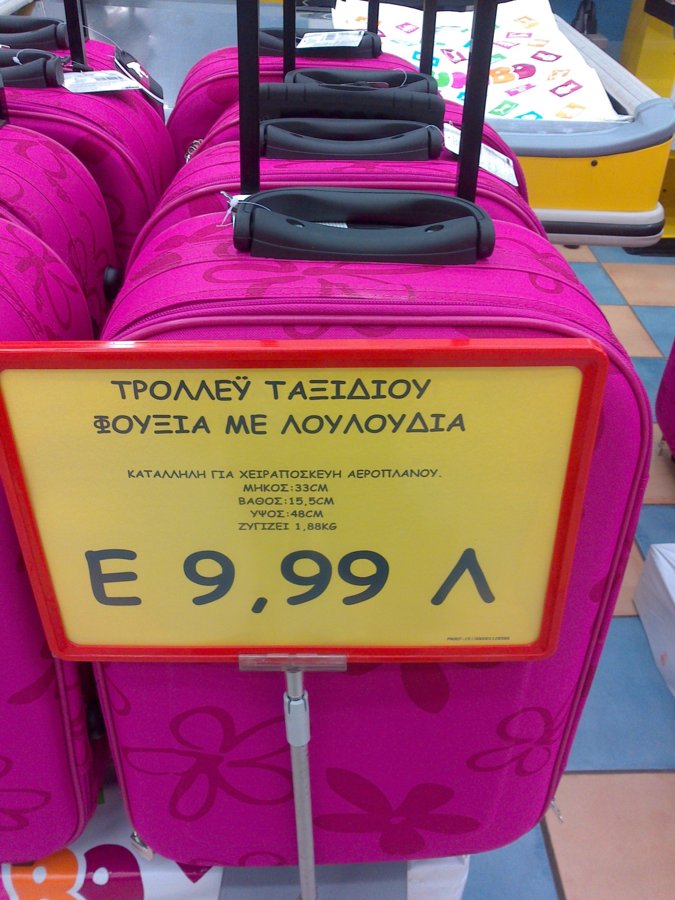 ΤΡΟΛΛΕΫ ΤΑΞΙΔΙΟΥ
ΦΟΥΞΙΑ ΜΕ ΛΟΥΛΟΥΔΙΑ
ΚΑΤΑΛΛΗΛΗ ΓΙΑ ΧΕΙΡΑΠΟΣΚΕΥΗ ΑΕΡΟΠΛΑΝΟΥ.
ΜΗΚΟΣ:33CM
ΒΑΘΟΣ:15,5CM
ΥΨΟΣ:48CM
ΖΥΓΙΖΕΙ 1,88KG
Ε 9,99 Λ